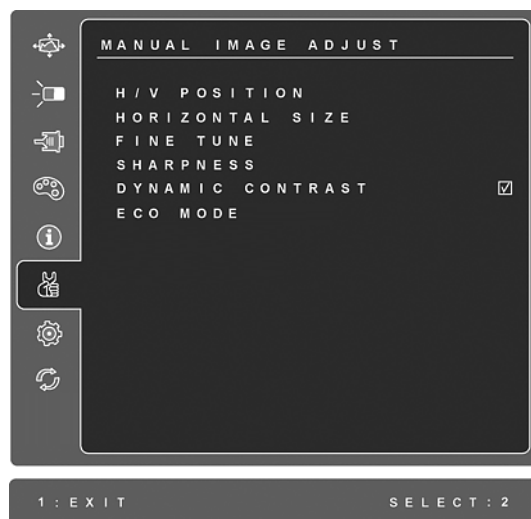 MANUAL IMAGE ADJUST
H/V POSITION
HORIZONTAL SIZE
FINE TUNE
SHARPNESS
DYNAMIC CONTRAST
ECO MODE
1:EXIT SELECT:2